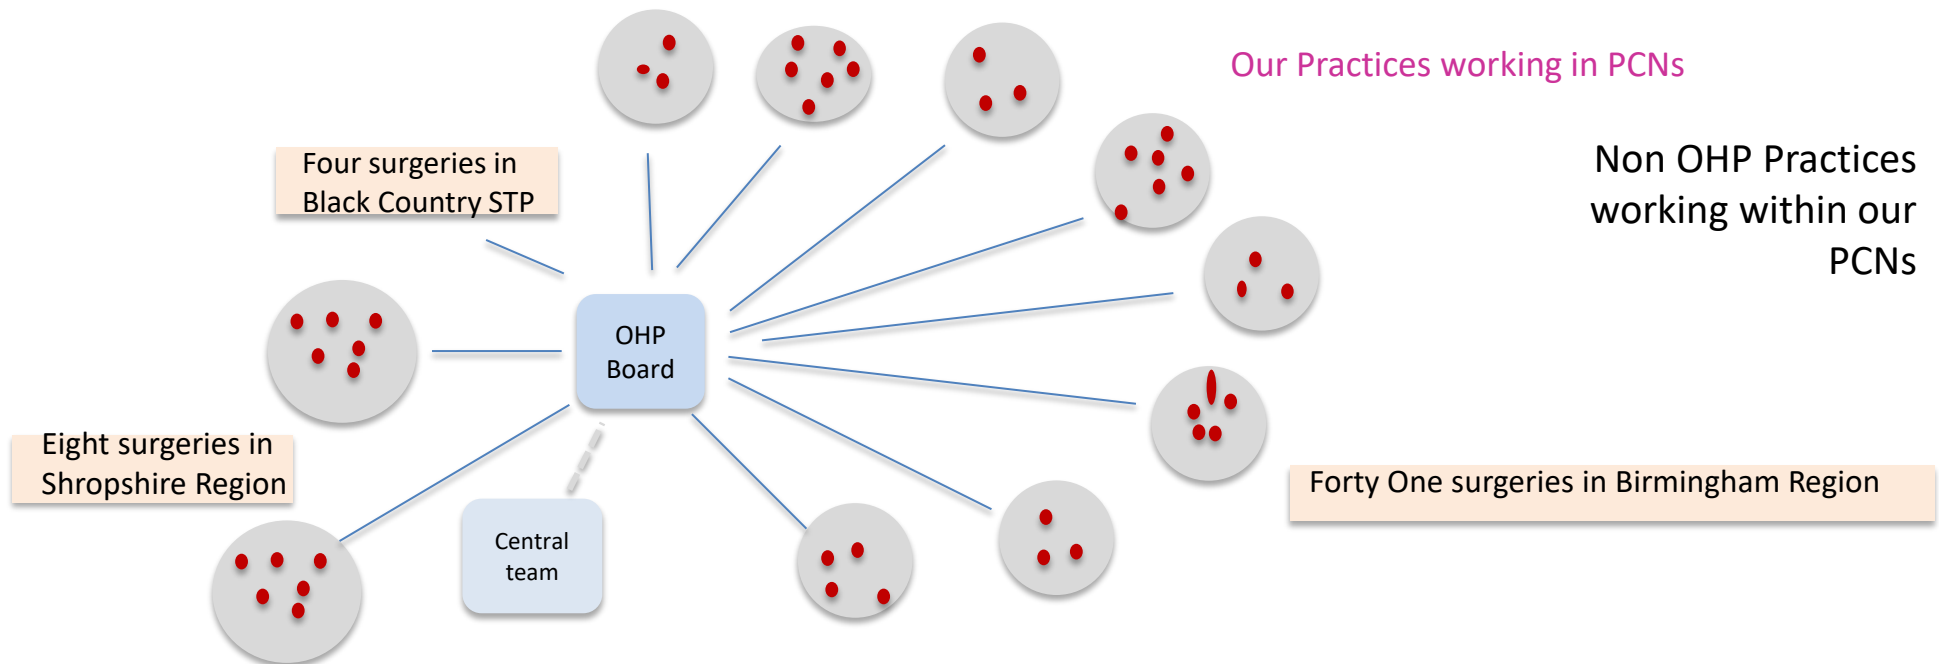 Our Practices working in PCNs
Non OHP Practices
working within our
PCNs
Four surgeries in
Black Country STP
OHP
Board
Eight surgeries in
Shropshire Region
Forty One surgeries in Birmingham Region
Central
team